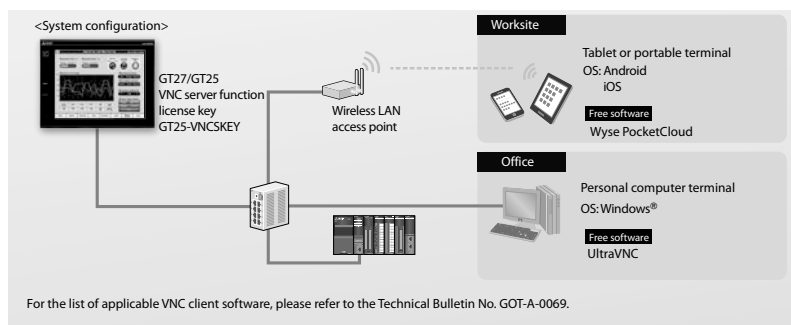 <System configuration>
GT27/GT25
VNC server function
license key
GT25-VNCSKEY
Wireless LAN
access point
Worksite
Tablet or portable terminal
OS: Android
iOS
Free software
Wyse PocketCloud
Office
Personal computer terminal
OS:Windows®
Free software
UltraVNC
For the list of applicable VNC client software, please refer to the Technical Bulletin No. GOT-A-0069.